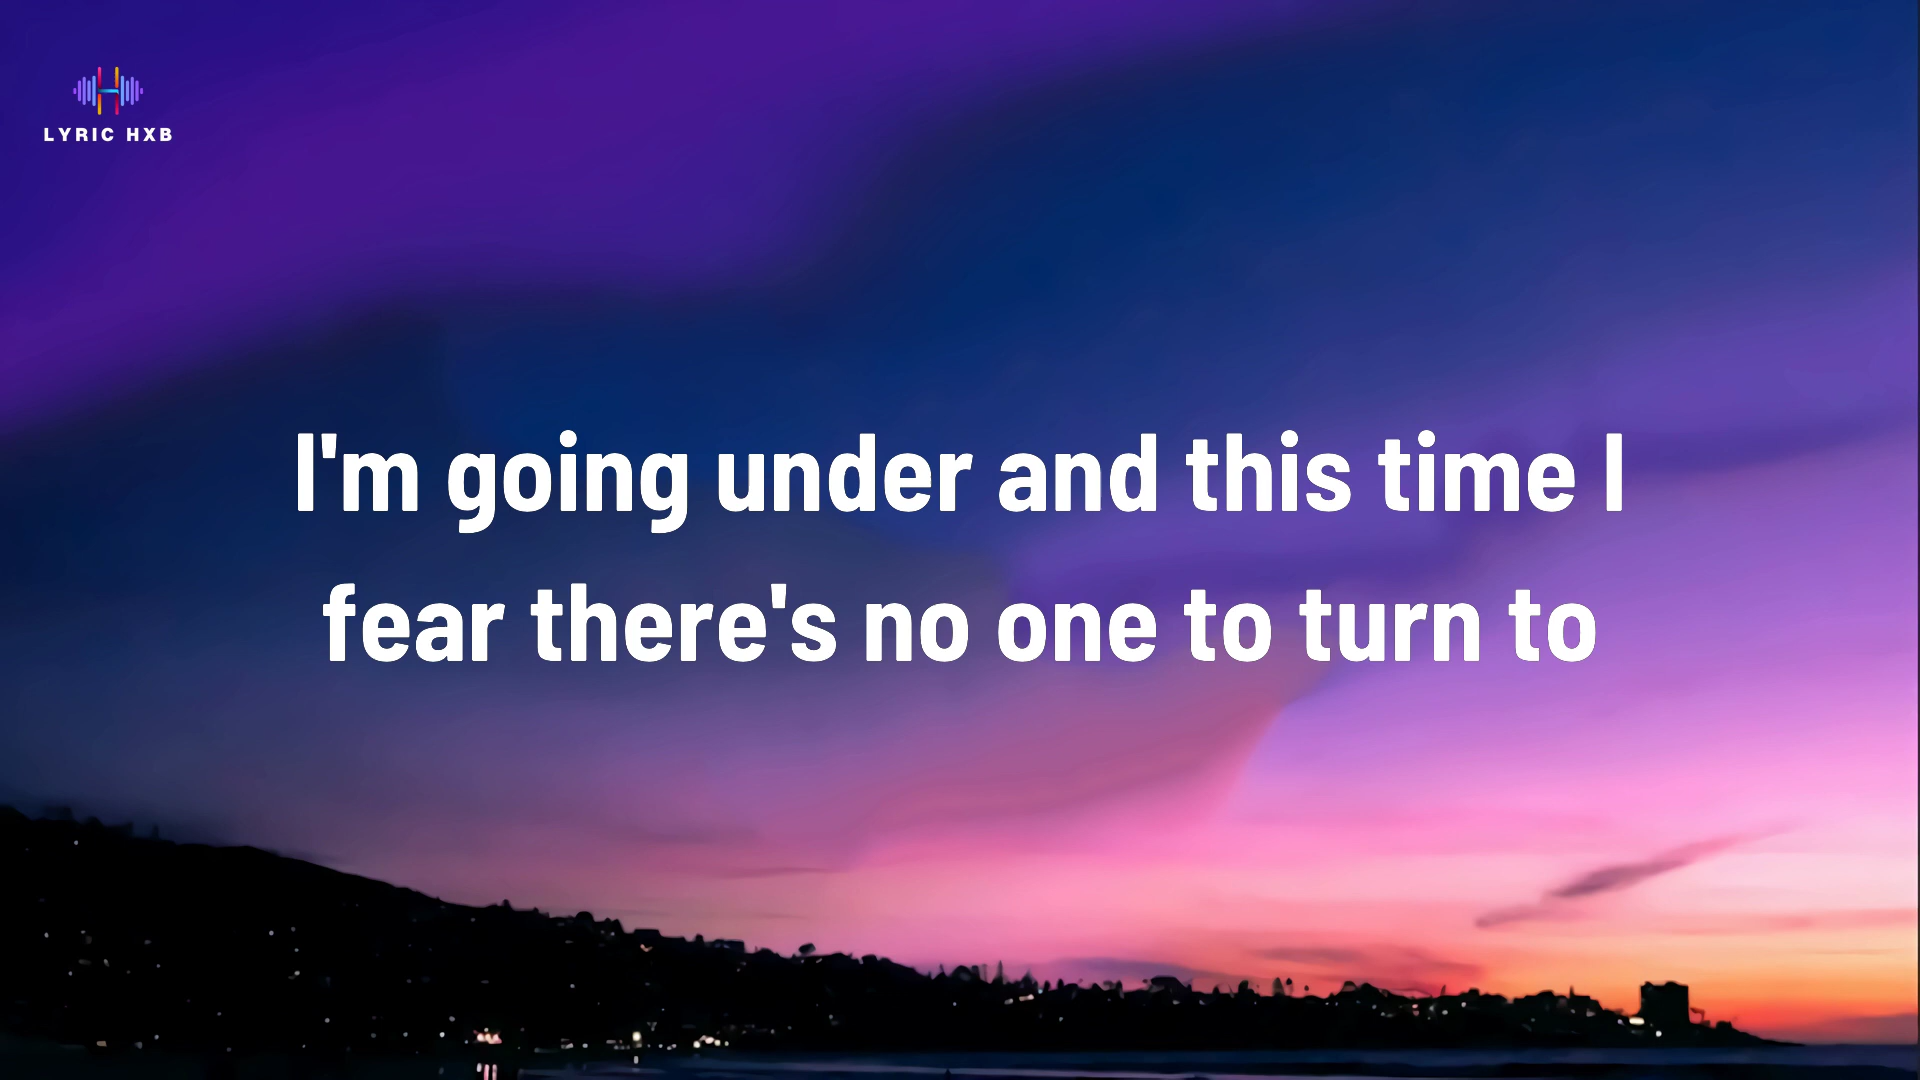 LYRIC HXB
I'm going under and this time I
fear there's no one to turn to